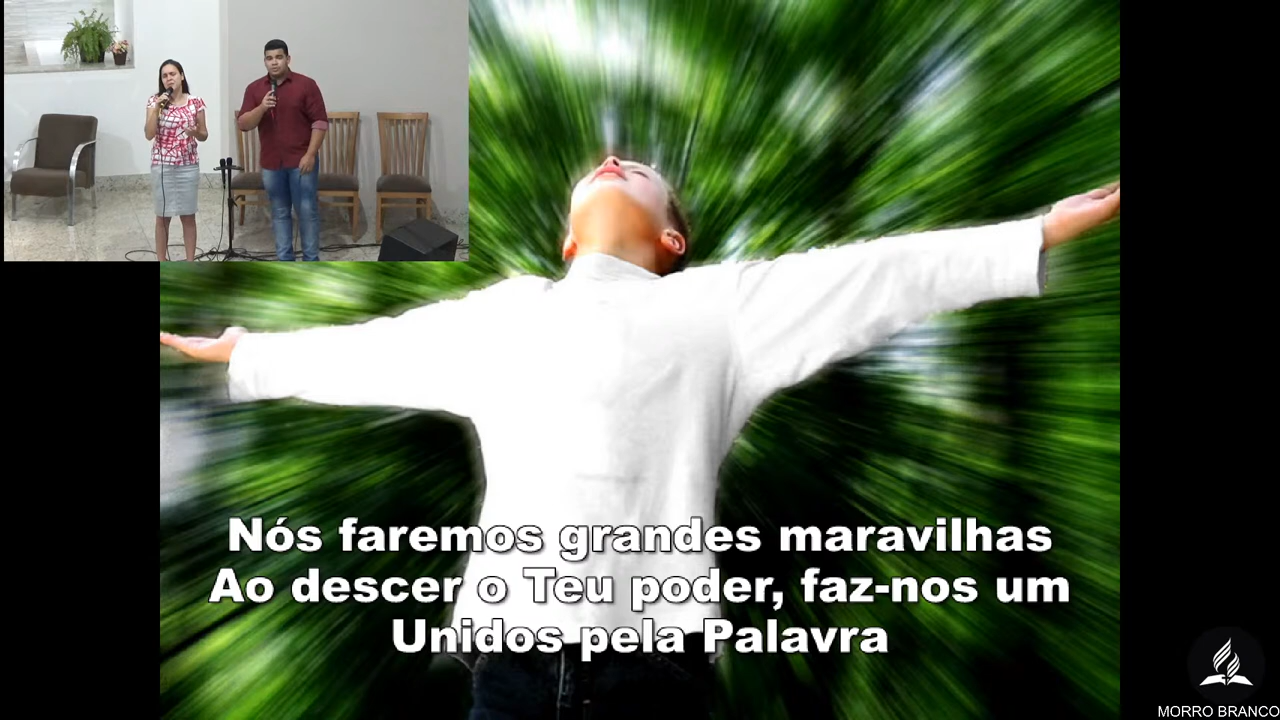 Nós faremos grandes maravilhas
Ao descer o Teu poder, faz-nos um
Unidos pela Palavra
MORRO BRANCO